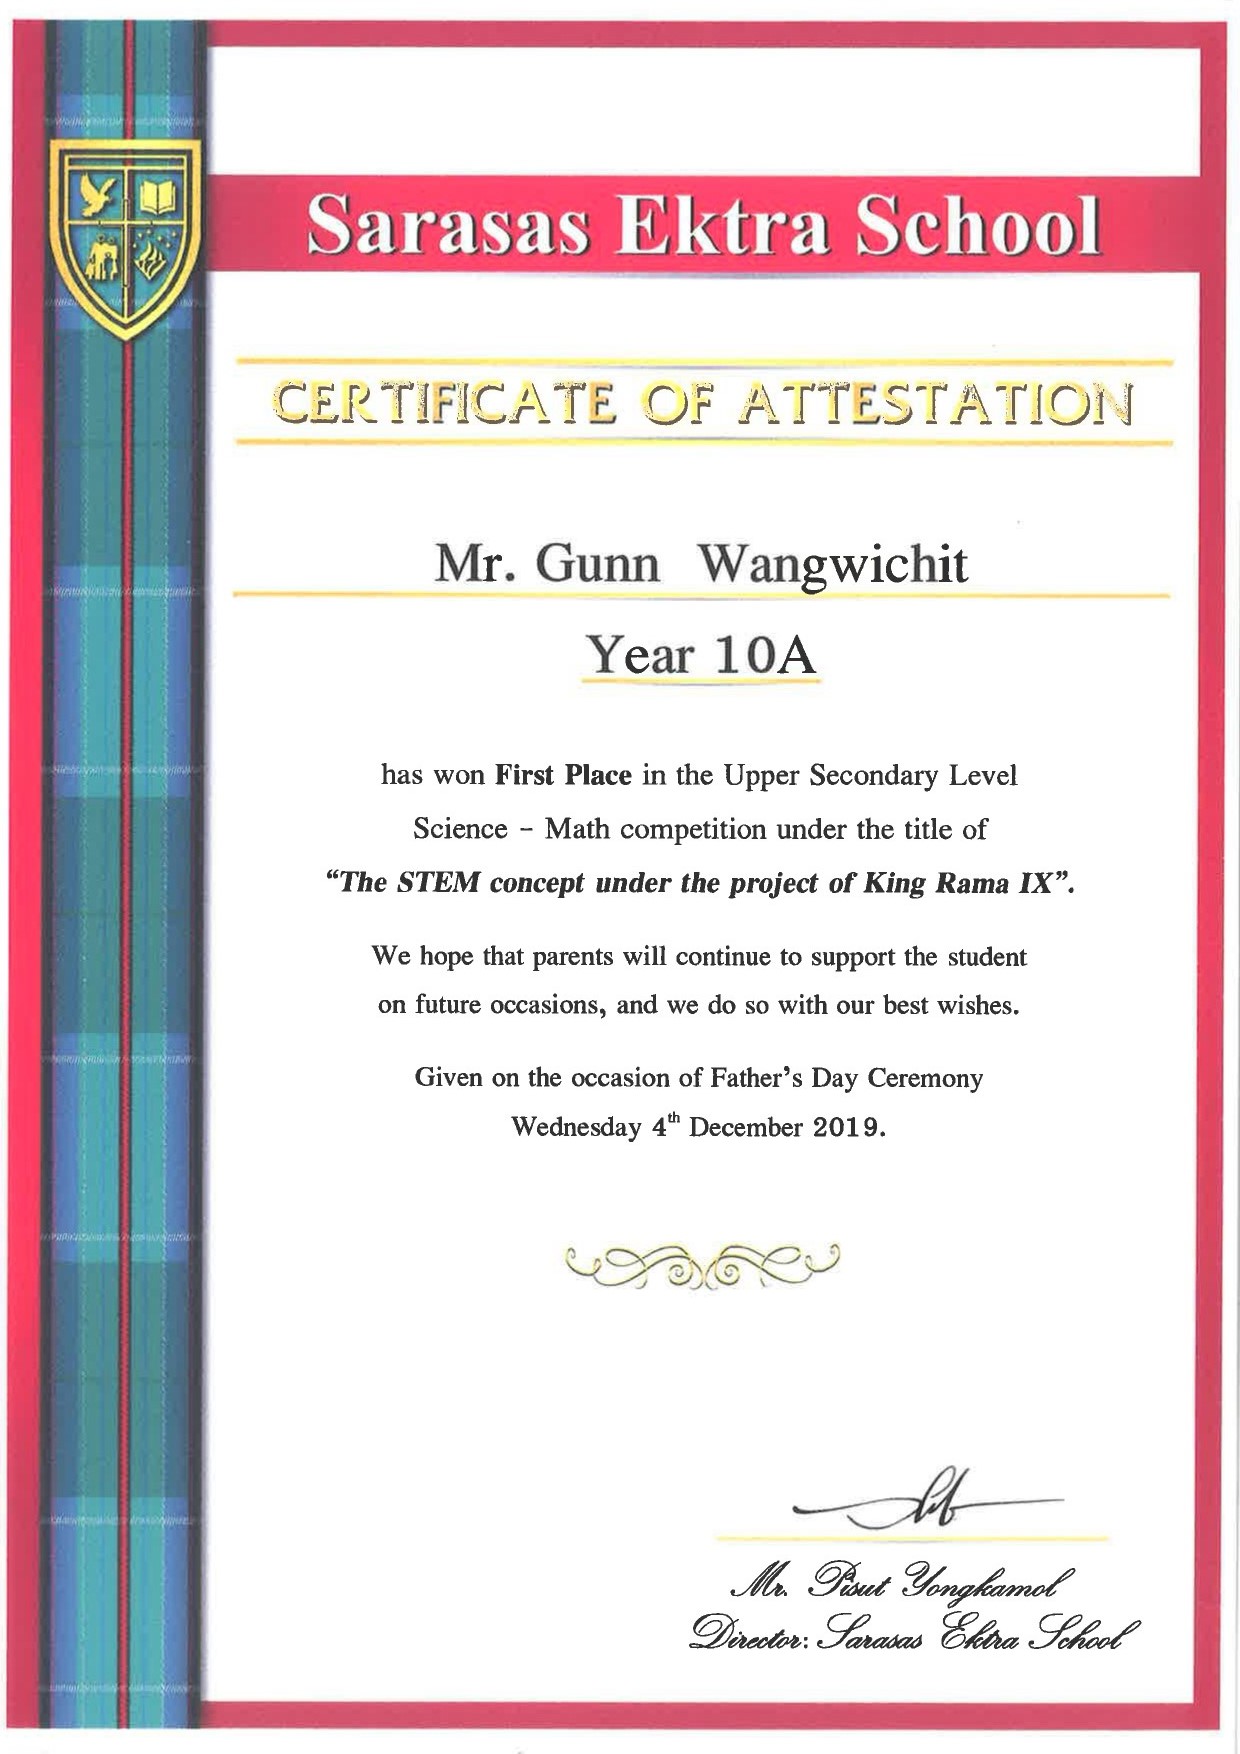 Sarasas Ektra School
CERTIFICATE OF ATTESTATION
Mr. Gunn Wangwichit
Year 10A
has won First Place in the Upper Secondary Level
Science – Math competition under the title of
“The STEM concept under the project of King Rama IX”.
We hope that parents will continue to support the student
on future occasions, and we do so with our best wishes.
Given on the occasion of Father’s Day Ceremony
Wednesday 4th December 2019.
Mr. Pisut Yongkamol
Director: Sarasas Ektra School